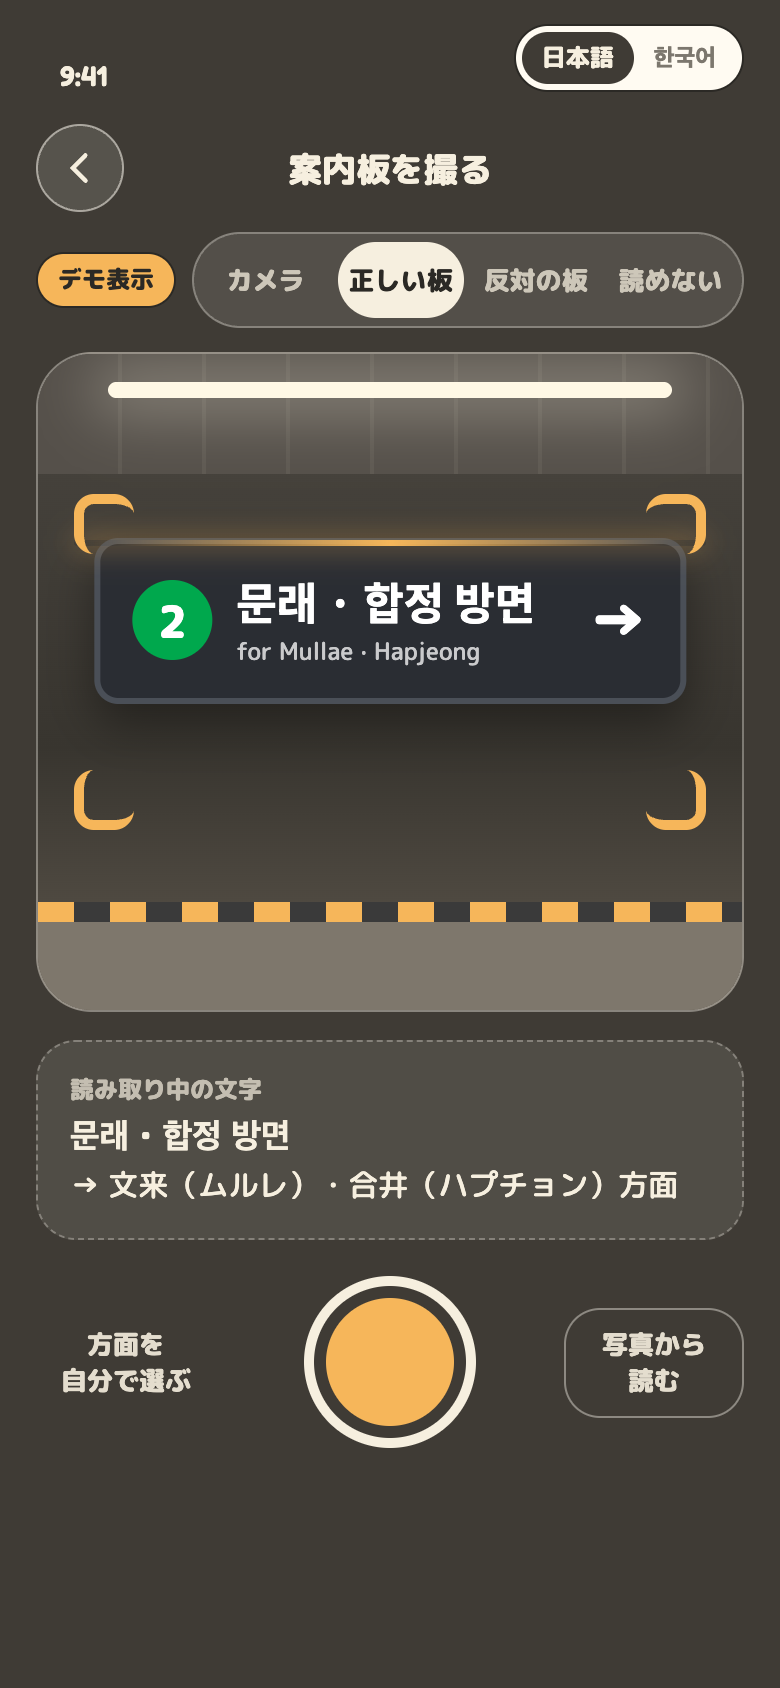 9:41
日本語 한국어
案内板を撮る
デモ表示
カメラ 正しい板 反対の板 読めない
2
문래 · 합정 방면
for Mullae · Hapjeong
→
読み取り中の文字
문래 · 합정 방면
→ 文来（ムルレ）・合井（ハプチョン）方面
方面を
自分で選ぶ
写真から
読む